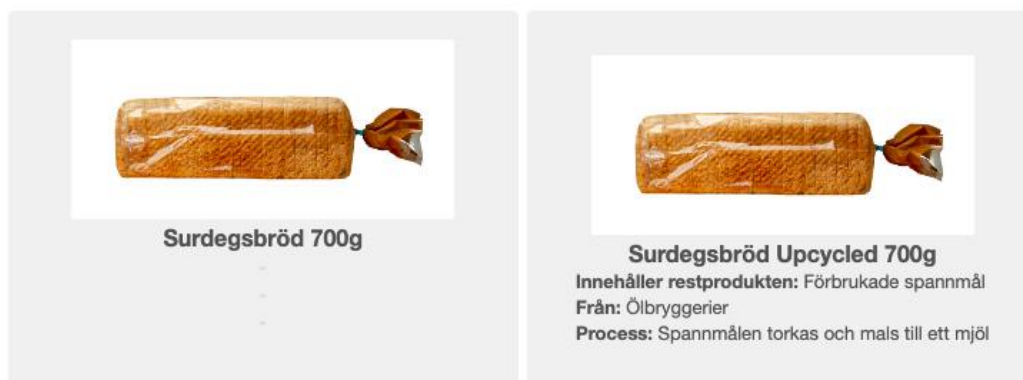 Surdegsbröd 700g
-
-
-
Surdegsbröd Upcycled 700g
Innehåller restprodukten: Förbrukade spannmål
Från: Ölbryggerier
Process: Spannmålen torkas och mals till ett mjöl